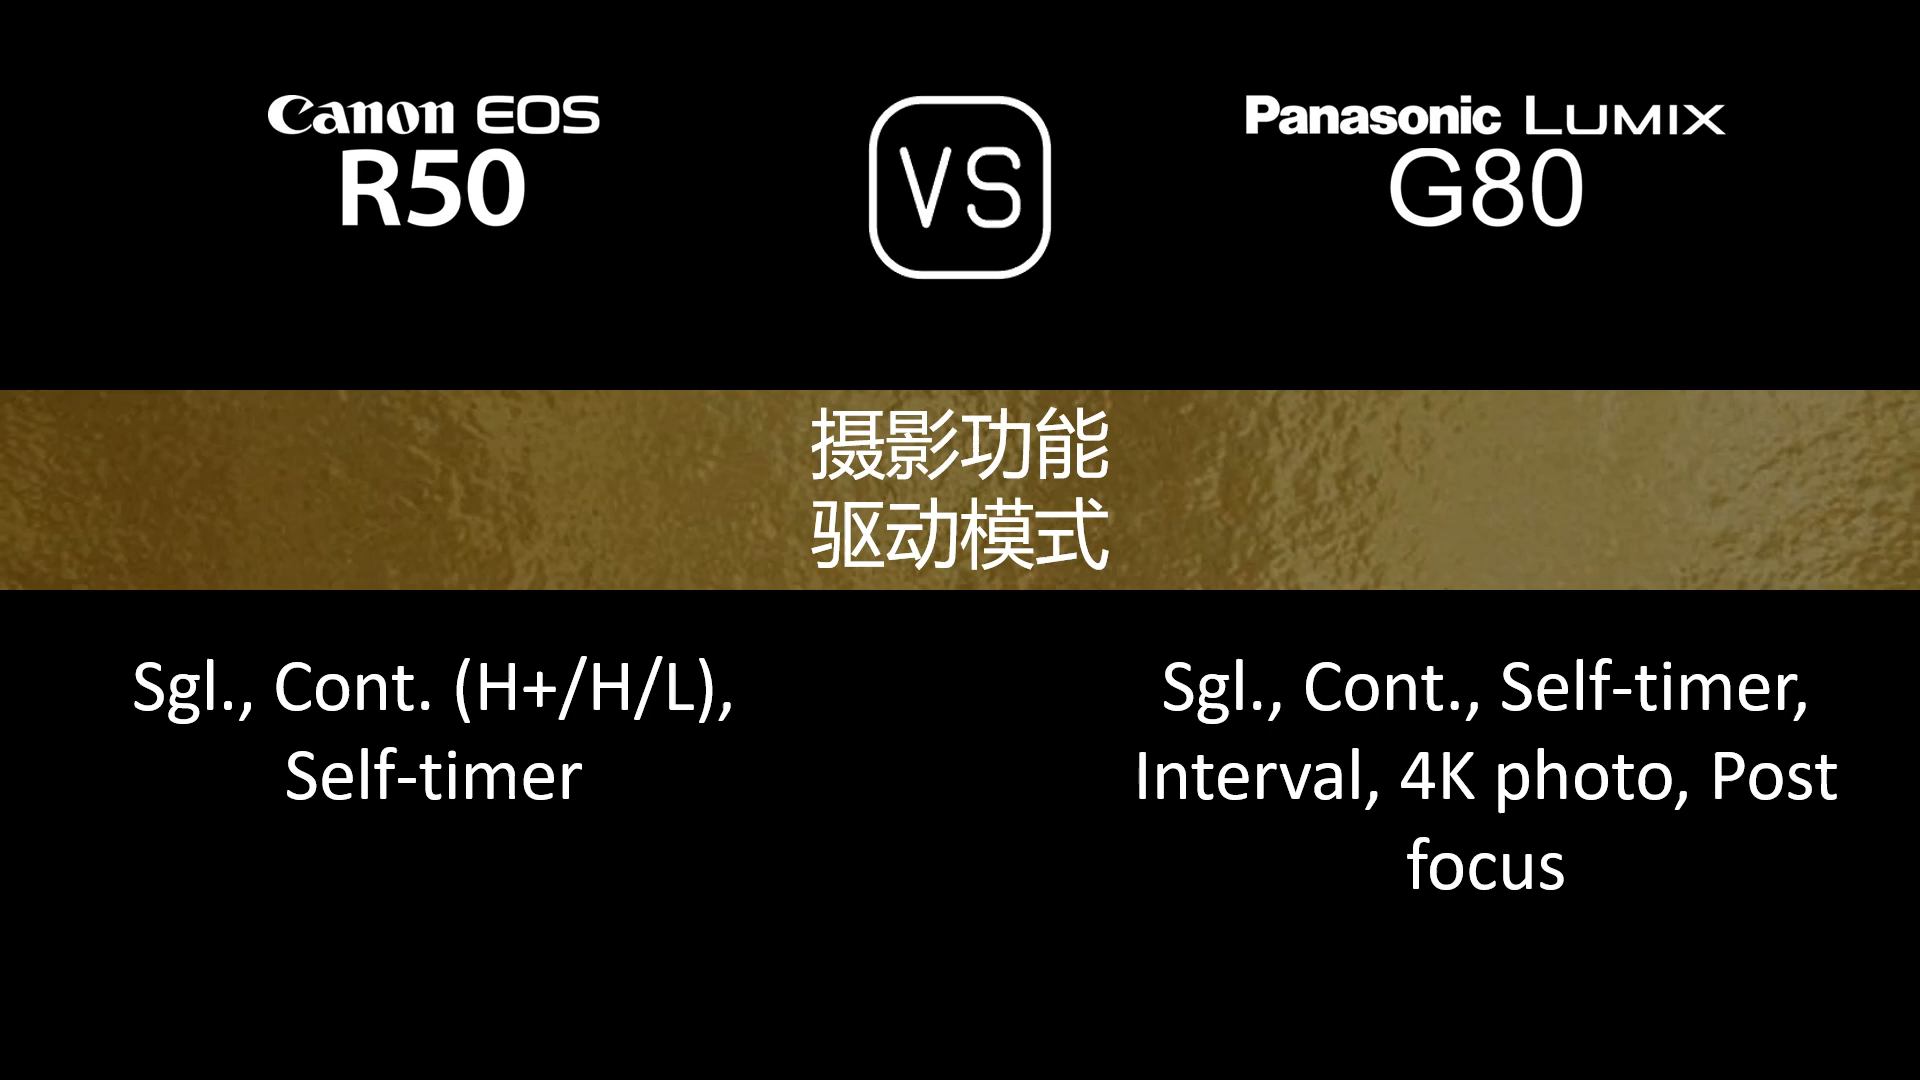 Canon EOS
R50
VS
Panasonic LUMIX
G80
摄影功能
驱动模式
Sgl., Cont. (H+/H/L),
Self-timer
Sgl., Cont., Self-timer,
Interval, 4K photo, Post
focus